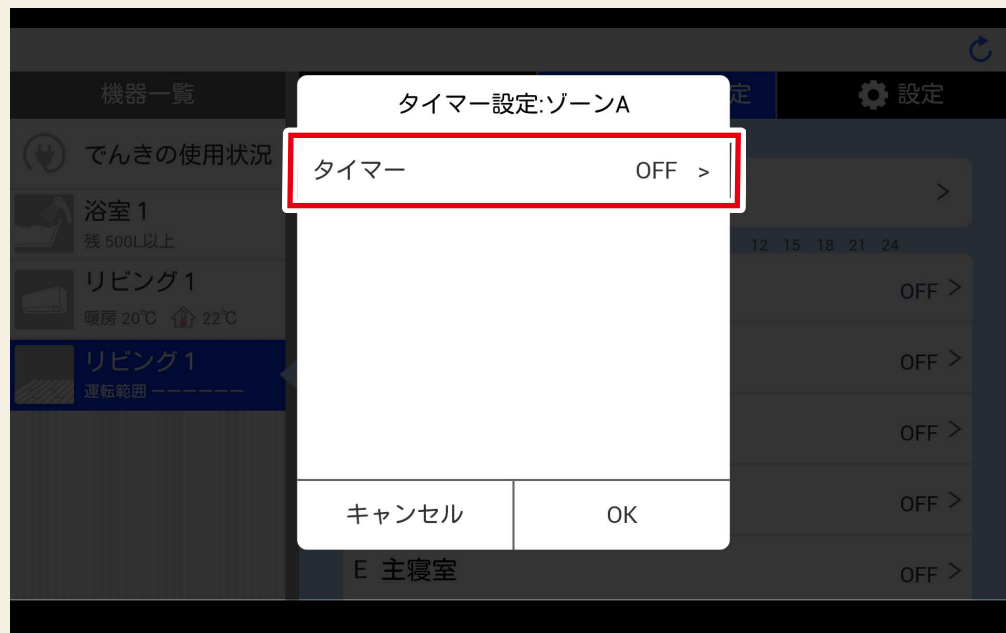 機器一覧
定
設定
でんきの使用状況
浴室 1
残 500L以上
リビング 1
暖房 20℃ 22℃
リビング 1
運転範囲 ー−−−−−
タイマー設定:ゾーンA
タイマー OFF >
キャンセル OK
>
12 15 18 21 24
OFF >
OFF >
OFF >
OFF >
E 主寝室 OFF >